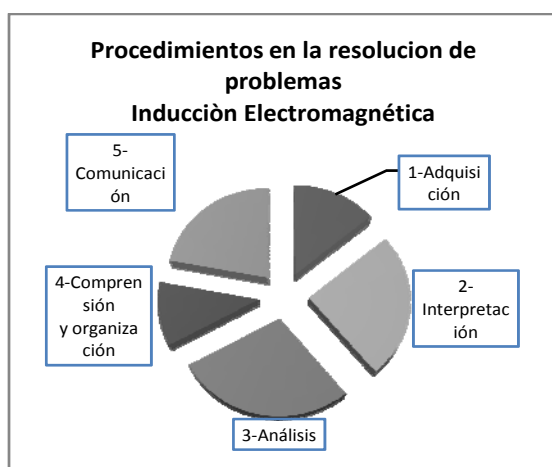 Procedimientos en la resolucion de
problemas
Inducciòn Electromagnética
5-
Comunicaci
ón
1-Adquisi
ción
4-Compren
sión
y organiza
ción
2-
Interpretac
ión
3-Análisis